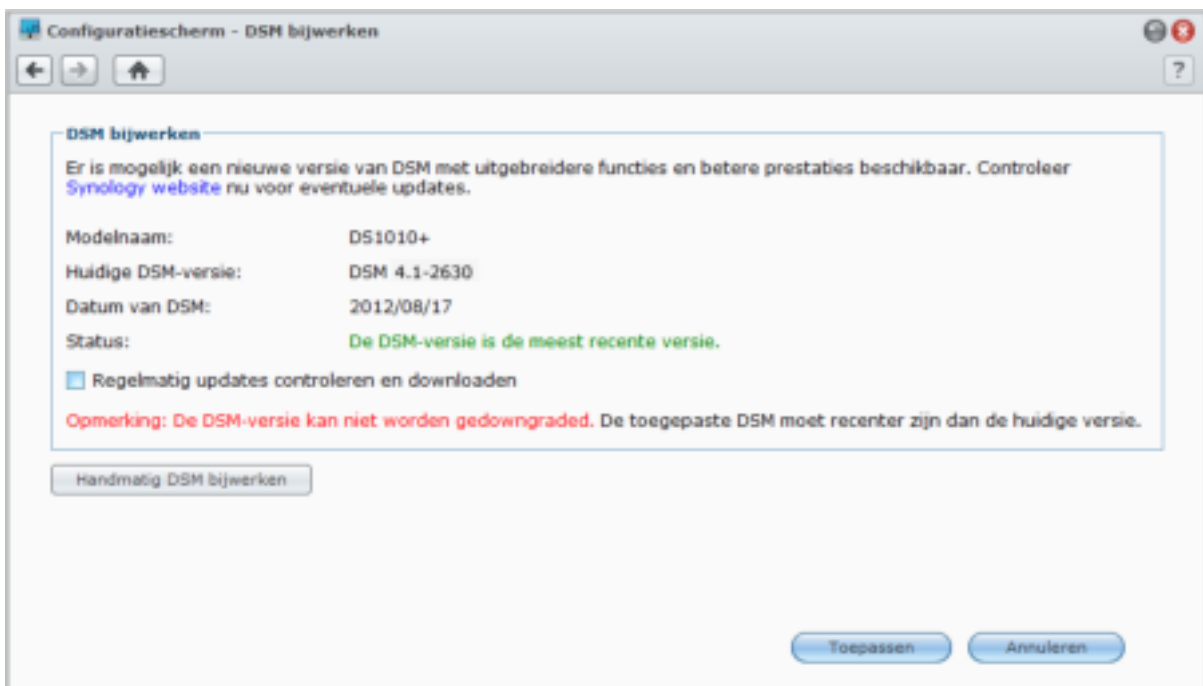 Configuratiescherm - DSM bijwerken
?
DSM bijwerken
Er is mogelijk een nieuwe versie van DSM met uitgebreidere functies en betere prestaties beschikbaar. Controleer
Synology website nu voor eventuele updates.
Modelnaam: DS1010+
Huidige DSM-versie: DSM 4.1-2630
Datum van DSM: 2012/08/17
Status: De DSM-versie is de meest recente versie.
Regelmatig updates controleren en downloaden
Opmerking: De DSM-versie kan niet worden gedowngraded. De toegepaste DSM moet recenter zijn dan de huidige versie.
Handmatig DSM bijwerken
Toepassen Annuleren